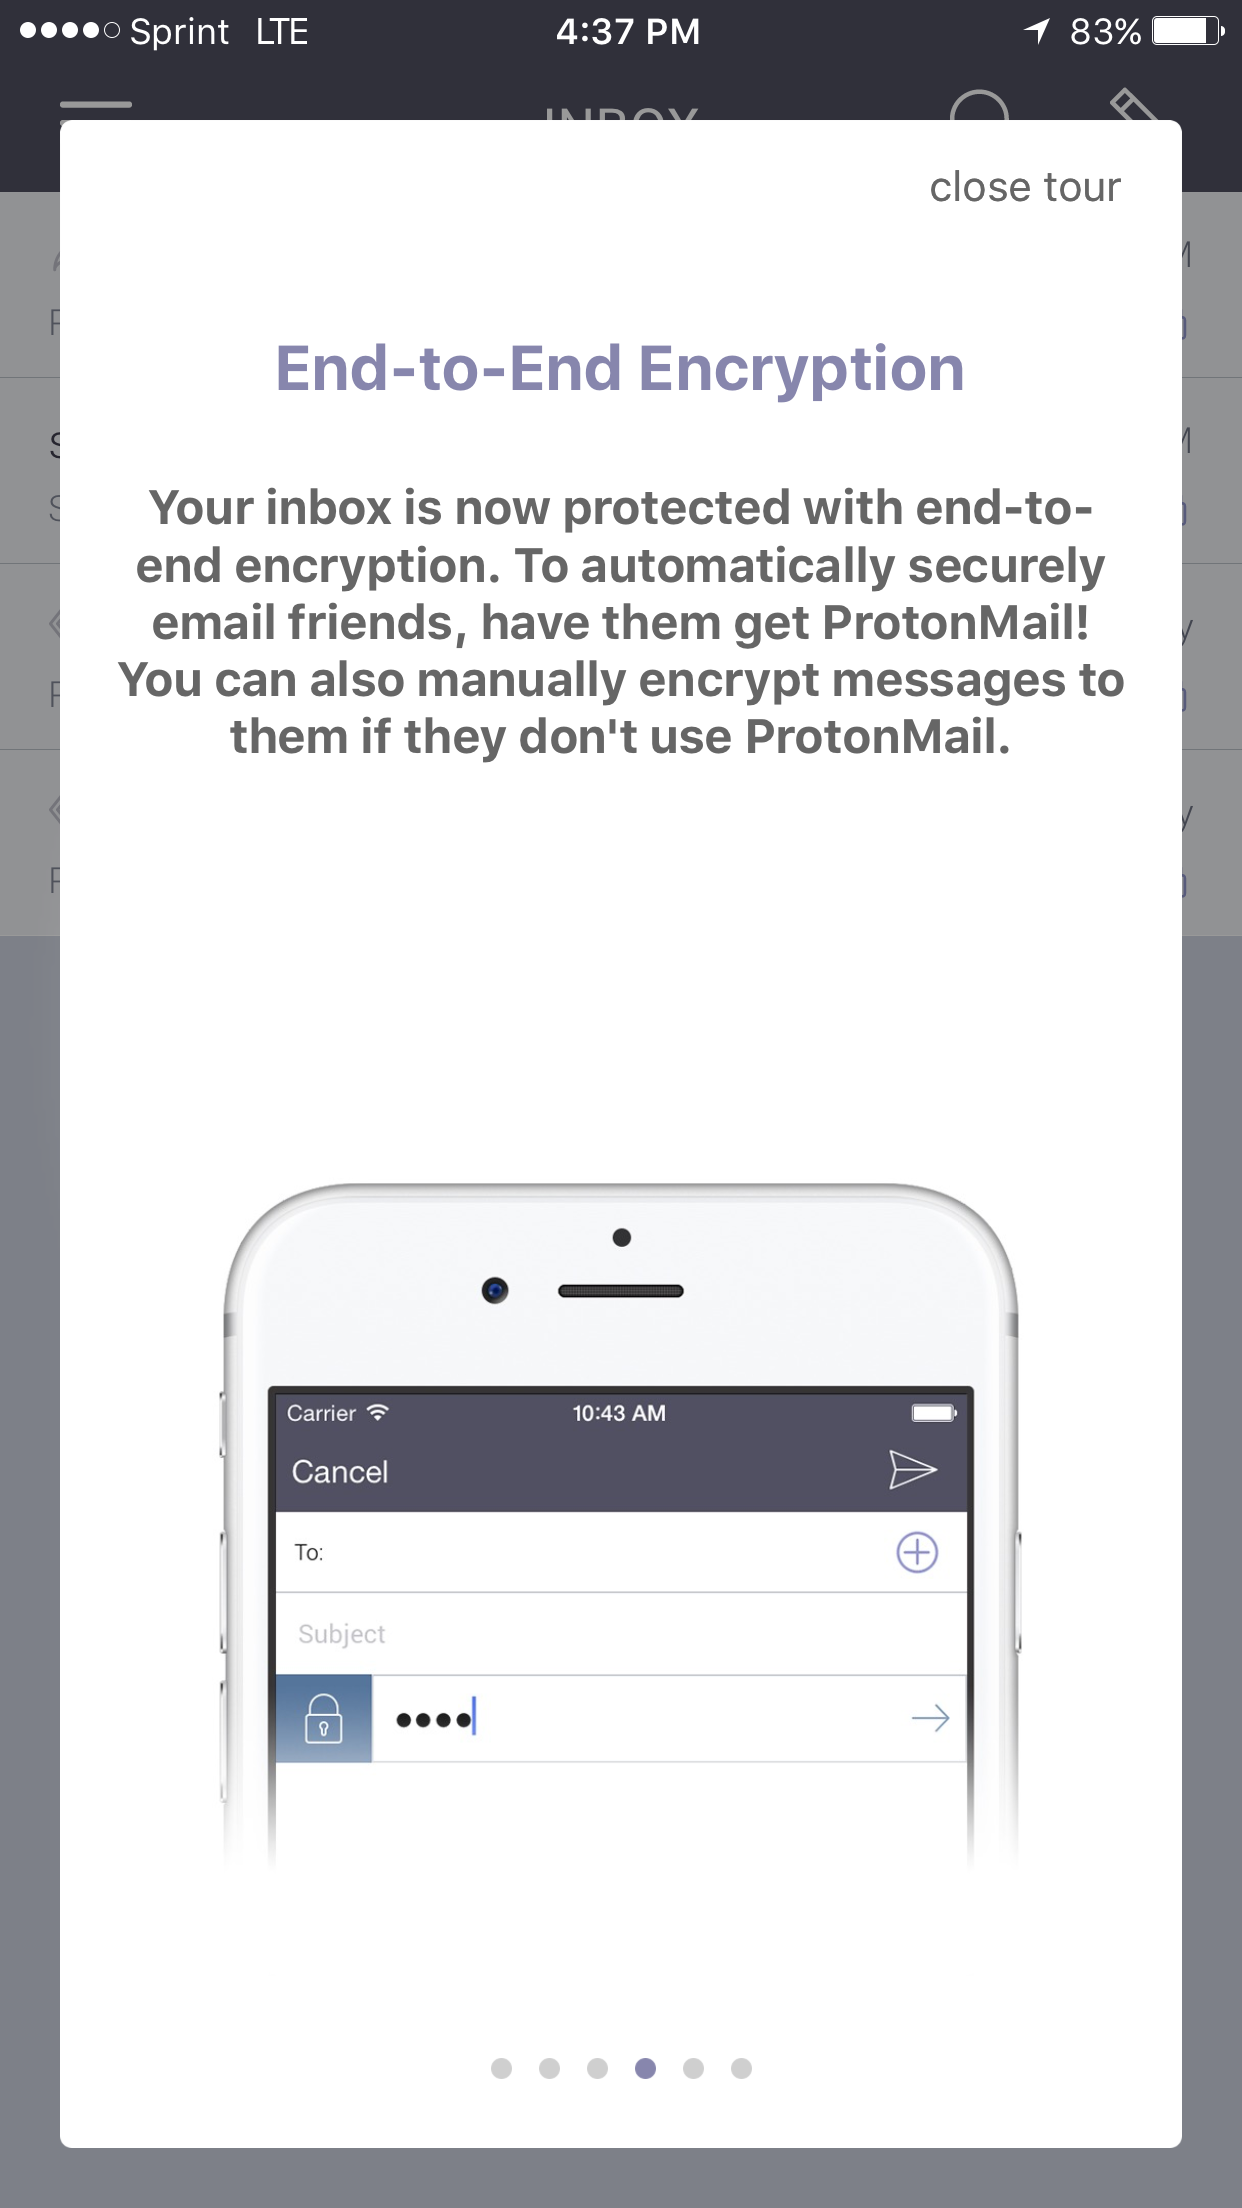 Sprint LTE 4:37 PM 83%
INBOX
close tour
End-to-End Encryption
Your inbox is now protected with end-to-
end encryption. To automatically securely
email friends, have them get ProtonMail!
You can also manually encrypt messages to
them if they don't use ProtonMail.
Carrier 10:43 AM
Cancel
To:
Subject